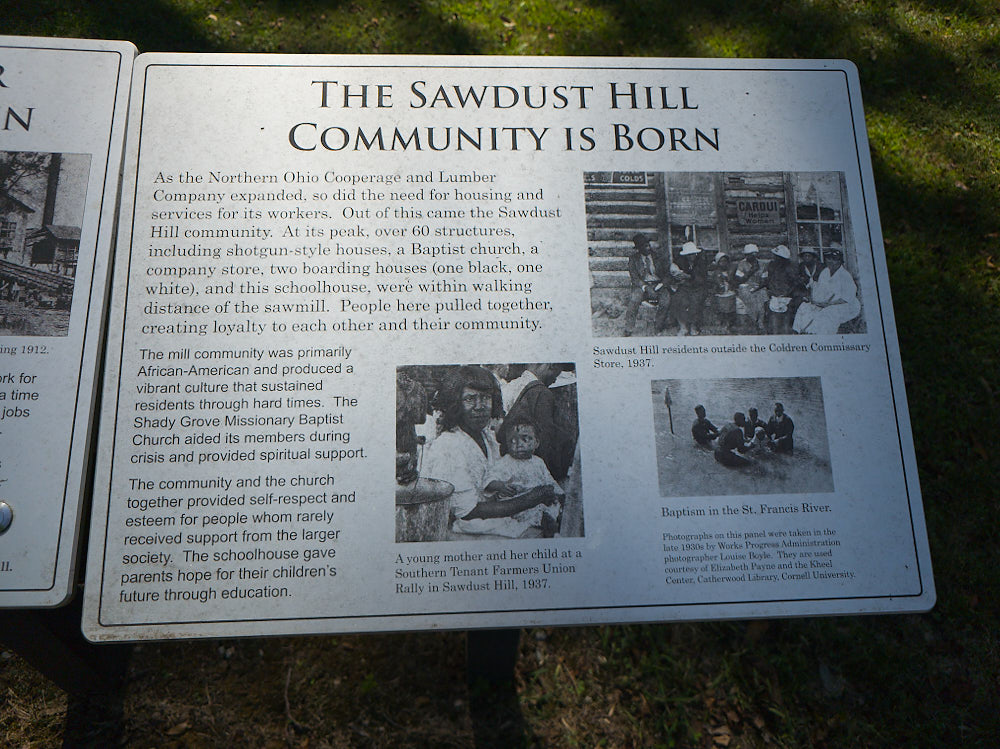 R
N
ing 1912.
ork for
a time
jobs
ll.
THE SAWDUST HILL
COMMUNITY IS BORN
As the Northern Ohio Cooperage and Lumber
Company expanded, so did the need for housing and
services for its workers. Out of this came the Sawdust
Hill community. At its peak, over 60 structures,
including shotgun-style houses, a Baptist church, a
company store, two boarding houses (one black, one
white), and this schoolhouse, were within walking
distance of the sawmill. People here pulled together,
creating loyalty to each other and their community.
The mill community was primarily
African-American and produced a
vibrant culture that sustained
residents through hard times. The
Shady Grove Missionary Baptist
Church aided its members during
crisis and provided spiritual support.
The community and the church
together provided self-respect and
esteem for people whom rarely
received support from the larger
society. The schoolhouse gave
parents hope for their children's
future through education.
A young mother and her child at a
Southern Tenant Farmers Union
Rally in Sawdust Hill, 1937.
COLDS
CARDUI
Helps
Women
Sawdust Hill residents outside the Coldren Commissary
Store, 1937.
Baptism in the St. Francis River.
Photographs on this panel were taken in the
late 1930s by Works Progress Administration
photographer Louise Boyle. They are used
courtesy of Elizabeth Payne and the Kheel
Center, Catherwood Library, Cornell University.